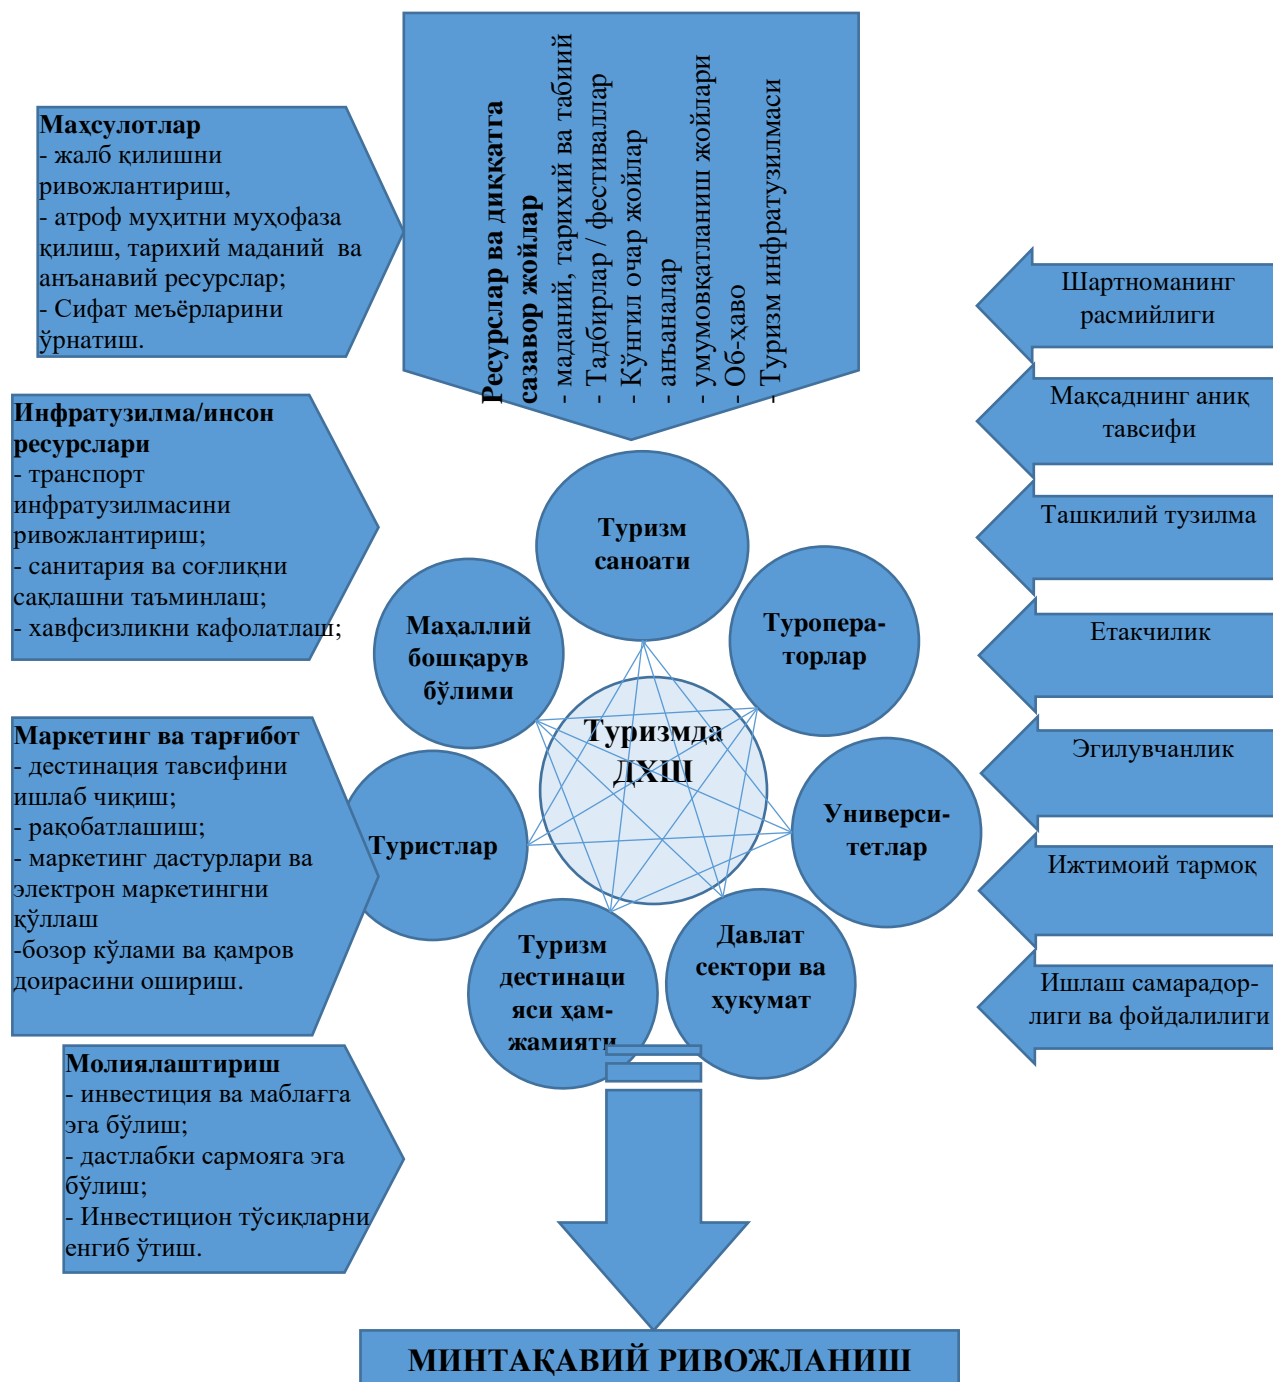 Ресурслар ва диққатга
сазавор жойлар
- маданий, тарихий ва табиий
- Тадбирлар / фестиваллар
- Кўнгил очар жойлар
анъаналар
- умумовқатланиш жойлари
- Об-ҳаво
- Туризм инфратузилмаси
Маҳсулотлар
- жалб қилишни
ривожлантириш,
- атроф муҳитни муҳофаза
қилиш, тарихий маданий ва
анъанавий ресурслар;
- Сифат меъёрларини
ўрнатиш.
Инфратузилма/инсон
ресурслари
- транспорт
инфратузилмасини
ривожлантириш;
- санитария ва соғлиқни
сақлашни таъминлаш;
- хавфсизликни кафолатлаш;
Маркетинг ва тарғибот
- дестинация тавсифини
ишлаб чиқиш;
- рақобатлашиш;
- маркетинг дастурлари ва
электрон маркетингни
қўллаш
-бозор кўлами ва қамров
доирасини ошириш.
Молиялаштириш
- инвестиция ва маблағга
эга бўлиш;
- дастлабки сармояга эга
бўлиш;
- Инвестицион тўсиқларни
енгиб ўтиш.
Туризм
саноати
Маҳаллий
бошқарув
бўлими
Туропера-
торлар
Туризмда
ДХШ
Туристлар
Универси-
тетлар
Туризм
дестинаци
яси ҳам-
жамияти
Давлат
сектори ва
ҳукумат
Шартноманинг
расмийлиги
Мақсаднинг аниқ
тавсифи
Ташкилий тузилма
Етакчилик
Эгилувчанлик
Ижтимоий тармоқ
Ишлаш самарадор-
лиги ва фойдалилиги
МИНТАҚАВИЙ РИВОЖЛАНИШ